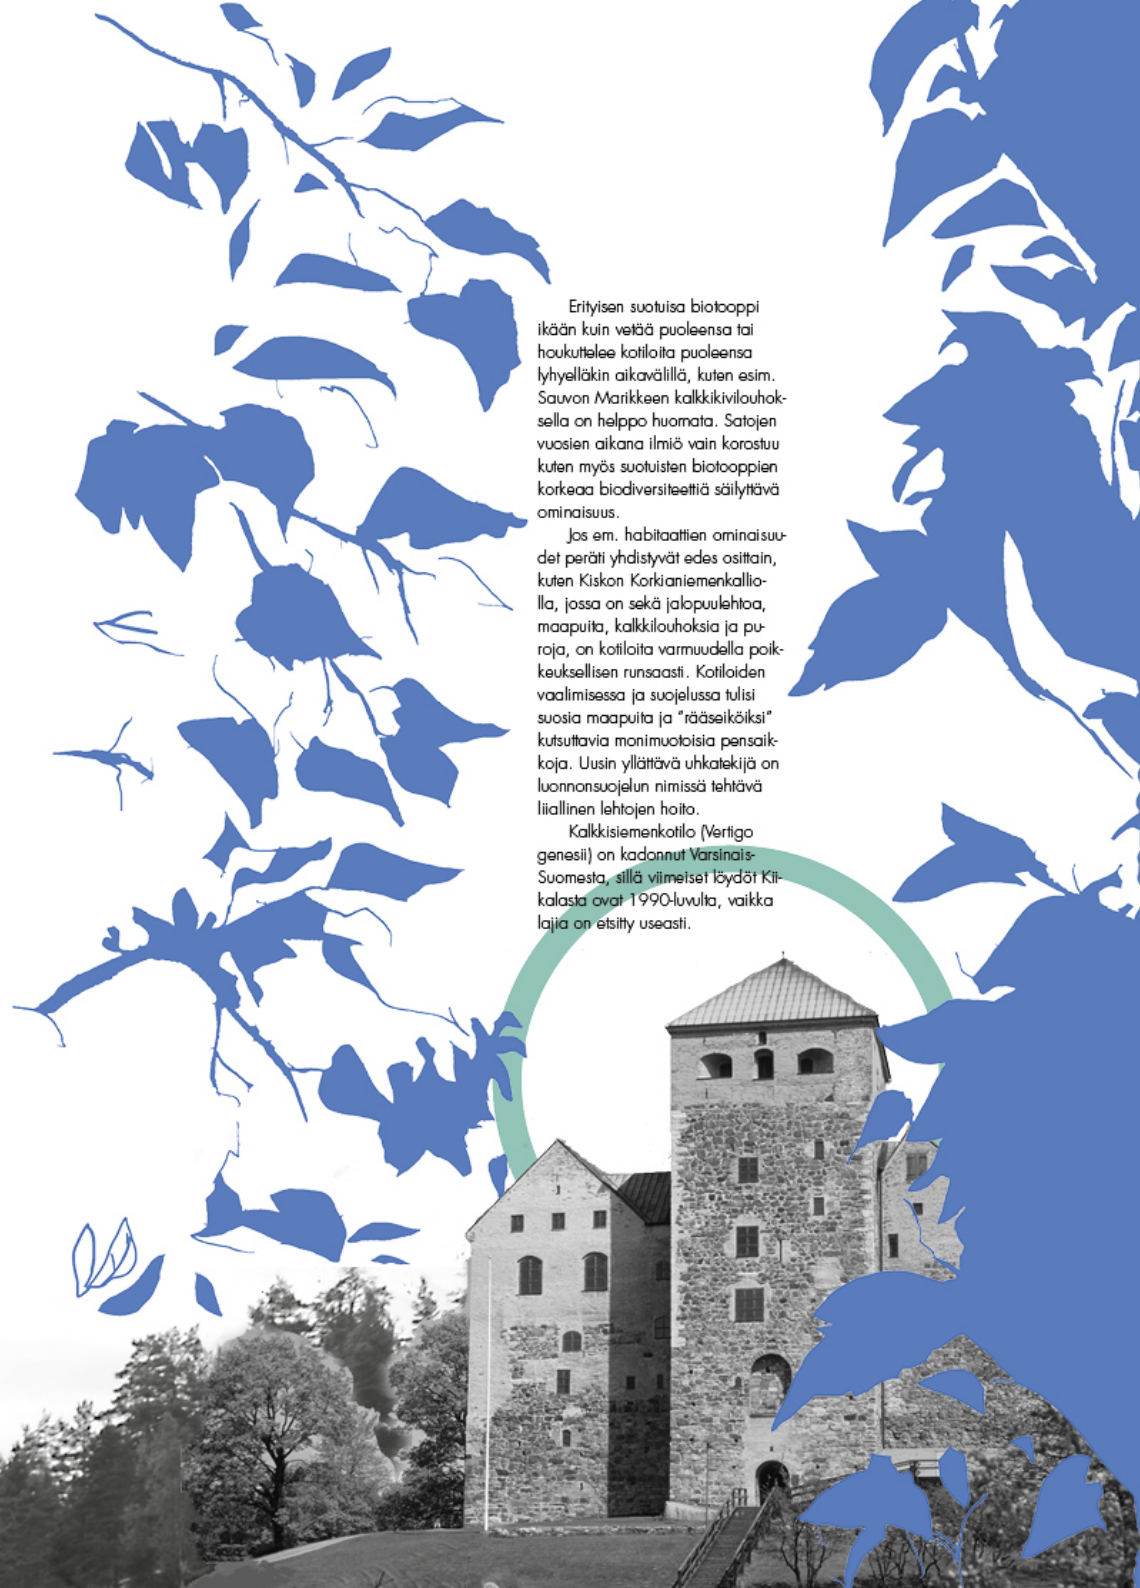 Erityisen suotuisa biotooppi
ikään kuin vetää puoleensa tai
houkuttelee kotiloita puoleensa
lyhyelläkin aikavälillä, kuten esim.
Sauvon Marikkeen kalkkikivilouhok-
sella on helppo huomata. Satojen
vuosien aikana ilmiö vain korostuu
kuten myös suotuisten biotooppien
korkeaa biodiversiteettiä säilyttävä
ominaisuus.
Jos em. habitaattien ominaisuu-
det peräti yhdistyvät edes osittain,
kuten Kiskon Korkianiemenkallio-
lla, jossa on sekä jalopuulehtoa,
maapuita, kalkkilouhoksia ja pu-
roja, on kotiloita varmuudella poik-
keuksellisen runsaasti. Kotiloiden
vaalimisessa ja suojelussa tulisi
suosia maapuita ja "rääseiköiksi"
kutsuttavia monimuotoisia pensaik-
koja. Uusin yllättävä uhkatekijä on
luonnonsuojelun nimissä tehtävä
liiallinen lehtojen hoito.
Kalkkisiemenkotilo (Vertigo
genesii) on kadonnut Varsinais-
Suomesta, sillä viimeiset löydöt Kii-
kalasta ovat 1990-luvulta, vaikka
lajia on etsitty useasti.